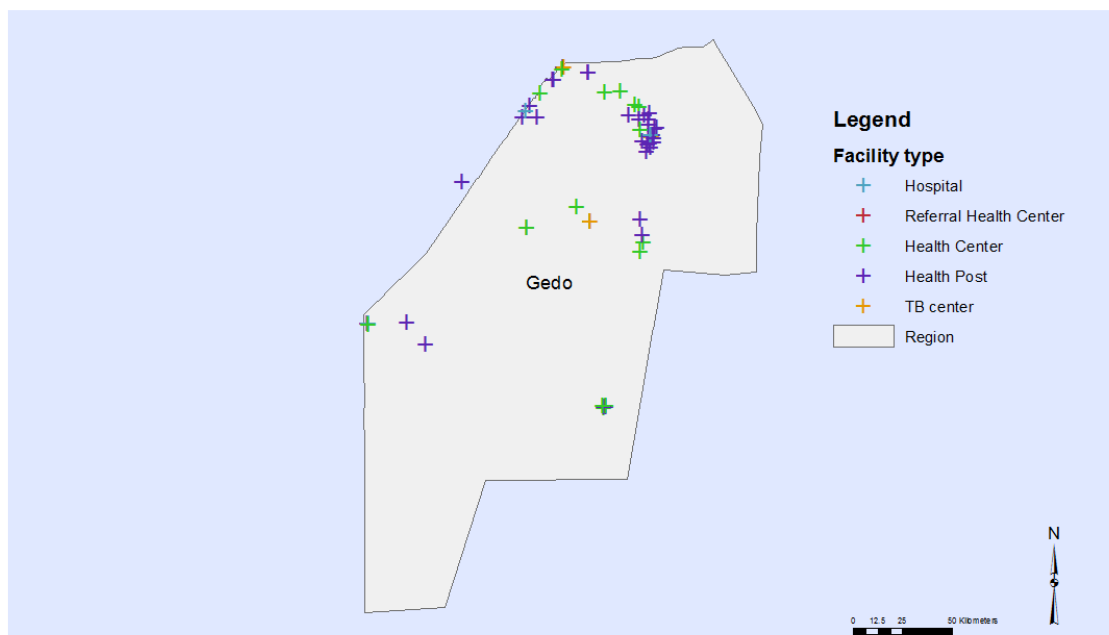 Legend
Facility type
Hospital
Referral Health Center
Health Center
Health Post
TB center
Region
Gedo
N
0 12.5 25 50 Kilometers